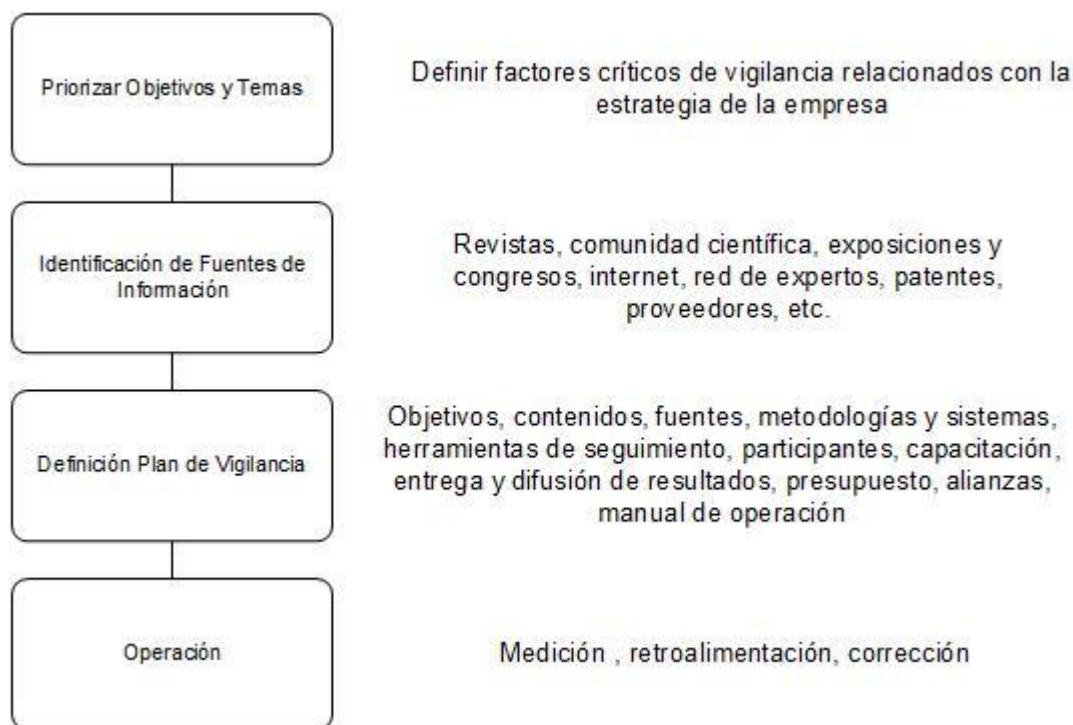 Priorizar Objetivos y Temas
Definir factores críticos de vigilancia relacionados con la
estrategia de la empresa
Identificación de Fuentes de
Información
Revistas, comunidad científica, exposiciones y
congresos, internet, red de expertos, patentes,
proveedores, etc.
Definición Plan de Vigilancia
Objetivos, contenidos, fuentes, metodologías y sistemas,
herramientas de seguimiento, participantes, capacitación,
entrega y difusión de resultados, presupuesto, alianzas,
manual de operación
Operación
Medición , retroalimentación, corrección